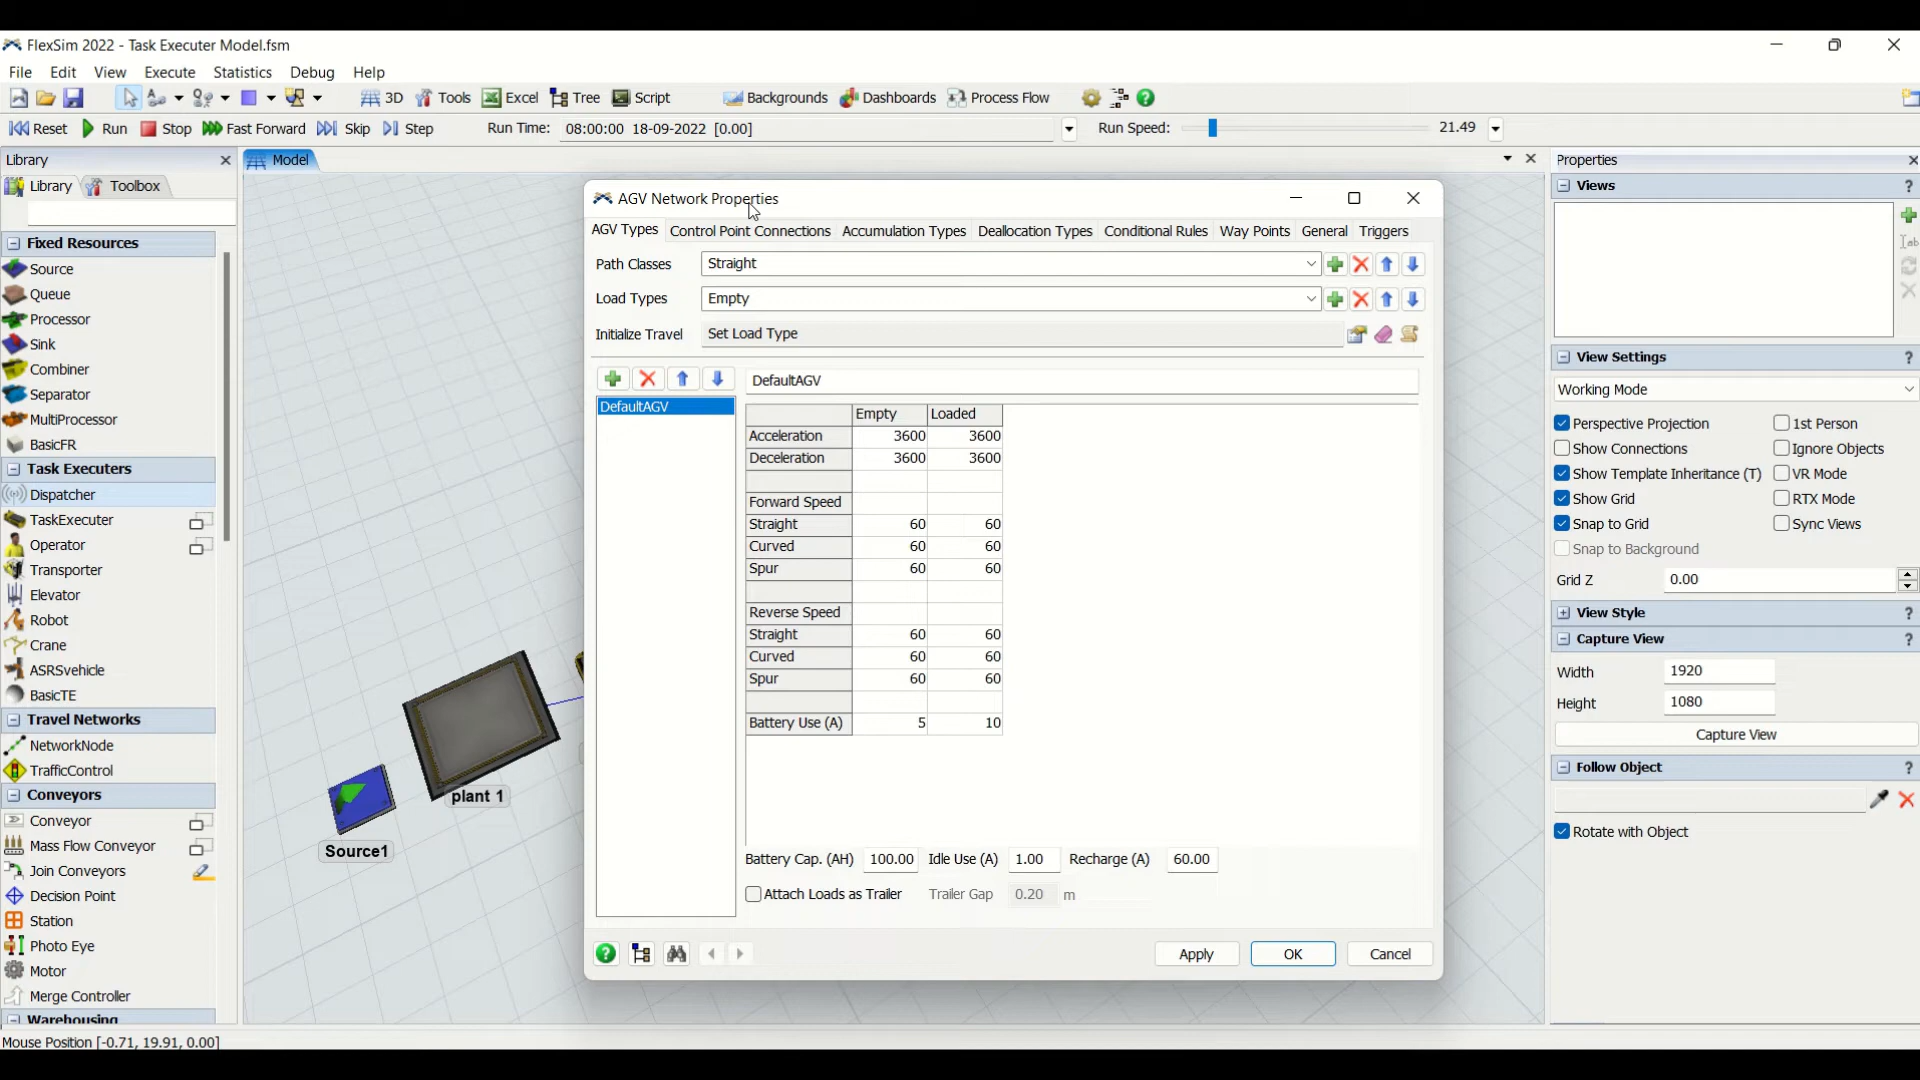 FlexSim 2022 - Task Executer Model.fsm
File Edit View Execute Statistics Debug Help
3D Tools Excel Tree Script Backgrounds Dashboards Process Flow
Reset Run Stop Fast Forward Skip Step Run Time: 08:00:00 18-09-2022 [0.00] Run Speed: 21.49
Library
Library Toolbox
Fixed Resources
Source
Queue
Processor
Sink
Combiner
Separator
MultiProcessor
BasicFR
Task Executers
Dispatcher
TaskExecuter
Operator
Transporter
Elevator
Robot
Crane
ASRSvehicle
BasicTE
Travel Networks
NetworkNode
TrafficControl
Conveyors
Conveyor
Mass Flow Conveyor
Join Conveyors
Decision Point
Station
Photo Eye
Motor
Merge Controller
Warehousing
Mouse Position [-0.71, 19.91, 0.00]
Model
plant 1
Source1
AGV Network Properties
AGV Types Control Point Connections Accumulation Types Deallocation Types Conditional Rules Way Points General Triggers
Path Classes Straight
Load Types Empty
Initialize Travel Set Load Type
DefaultAGV
DefaultAGV
Empty Loaded
Acceleration 3600 3600
Deceleration 3600 3600
Forward Speed
Straight 60 60
Curved 60 60
Spur 60 60
Reverse Speed
Straight 60 60
Curved 60 60
Spur 60 60
Battery Use (A) 5 10
Battery Cap. (AH) 100.00 Idle Use (A) 1.00 Recharge (A) 60.00
Attach Loads as Trailer Trailer Gap 0.20 m
Apply OK Cancel
Properties
Views
View Settings
Working Mode
Perspective Projection 1st Person
Show Connections Ignore Objects
Show Template Inheritance (T) VR Mode
Show Grid RTX Mode
Snap to Grid Sync Views
Snap to Background
Grid Z 0.00
View Style
Capture View
Width 1920
Height 1080
Capture View
Follow Object
Rotate with Object